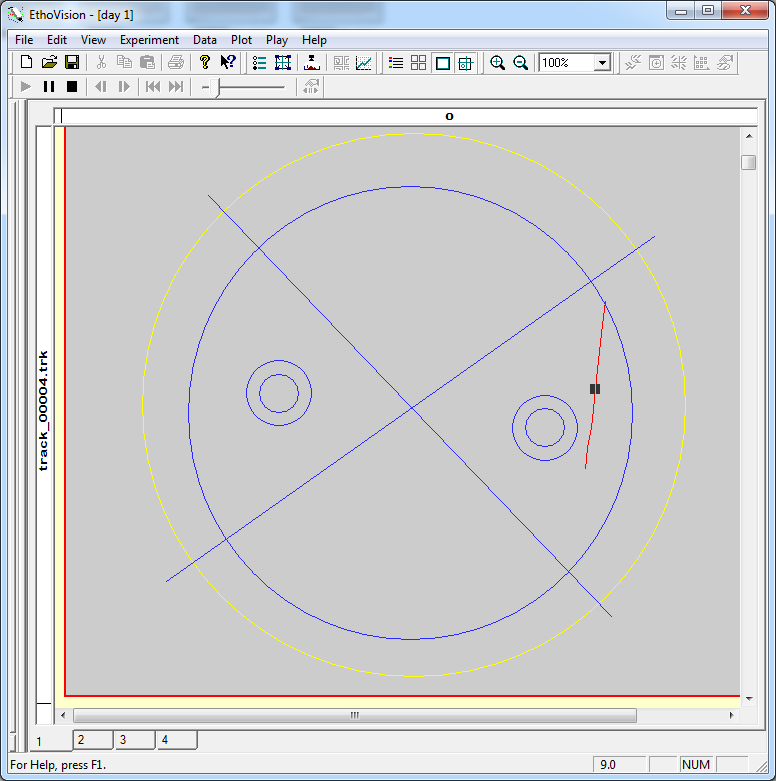 EthoVision - [day 1]
File Edit View Experiment Data Plot Play Help
100%
o
track_00004.trk
1 2 3 4
For Help, press F1. 9.0 NUM